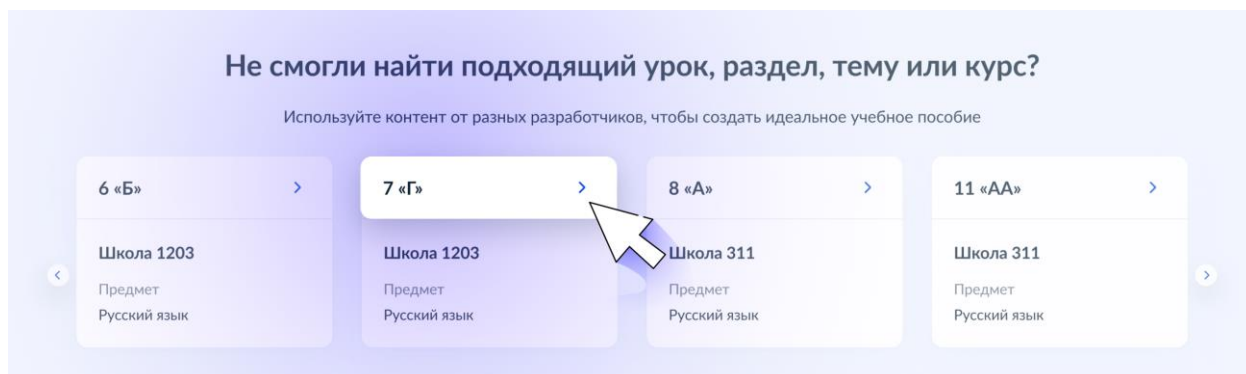 Не смогли найти подходящий урок, раздел, тему или курс?
Используйте контент от разных разработчиков, чтобы создать идеальное учебное пособие
6 «Б»
Школа 1203
Предмет
Русский язык
7 «Г»
Школа 1203
Предмет
Русский язык
8 «А»
Школа 311
Предмет
Русский язык
11 «АА»
Школа 311
Предмет
Русский язык